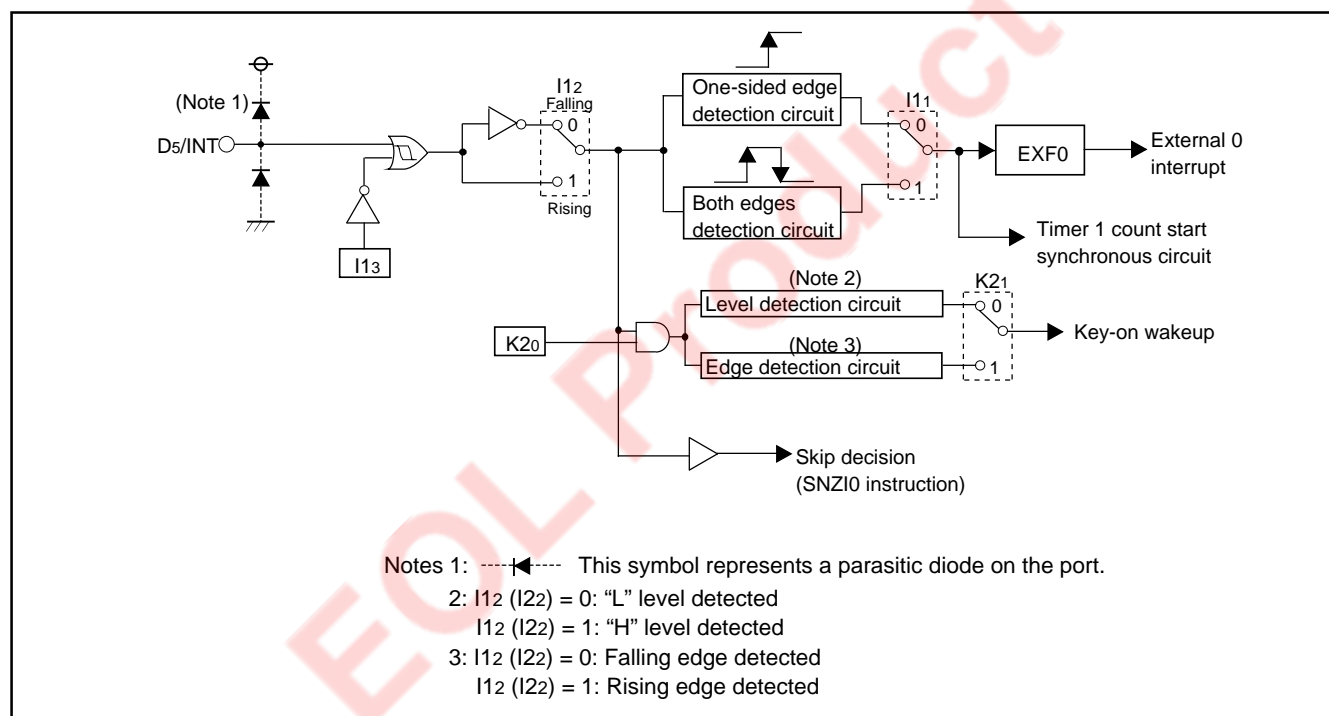 EOL Product
(Note 1)
D5/INT
I13
I12
Falling
0
1
Rising
One-sided edge
detection circuit
Both edges
detection circuit
I11
0
1
EXF0
External 0
interrupt
Timer 1 count start
synchronous circuit
K20
(Note 2)
Level detection circuit
(Note 3)
Edge detection circuit
K21
0
1
Key-on wakeup
Skip decision
(SNZI0 instruction)
Notes 1: This symbol represents a parasitic diode on the port.
2: I12 (I22) = 0: “L” level detected
I12 (I22) = 1: “H” level detected
3: I12 (I22) = 0: Falling edge detected
I12 (I22) = 1: Rising edge detected